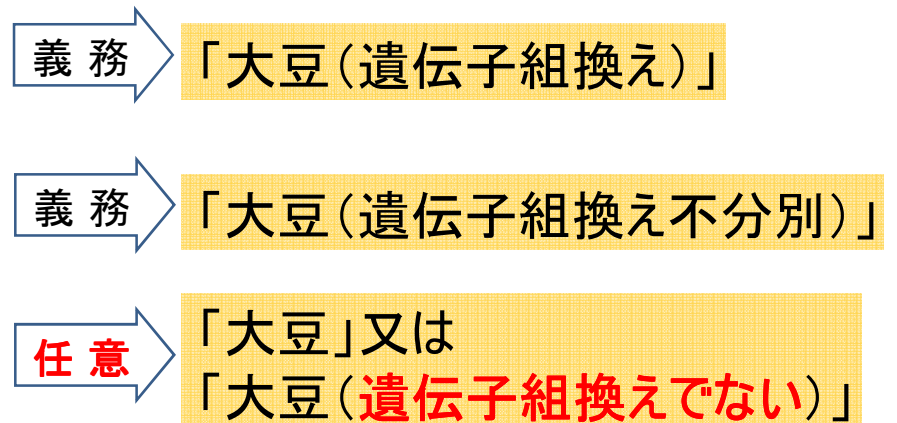 義務 「大豆(遺伝子組換え)」
義務 「大豆(遺伝子組換え不分別)」
任意 「大豆」又は
「大豆(遺伝子組換えでない)」